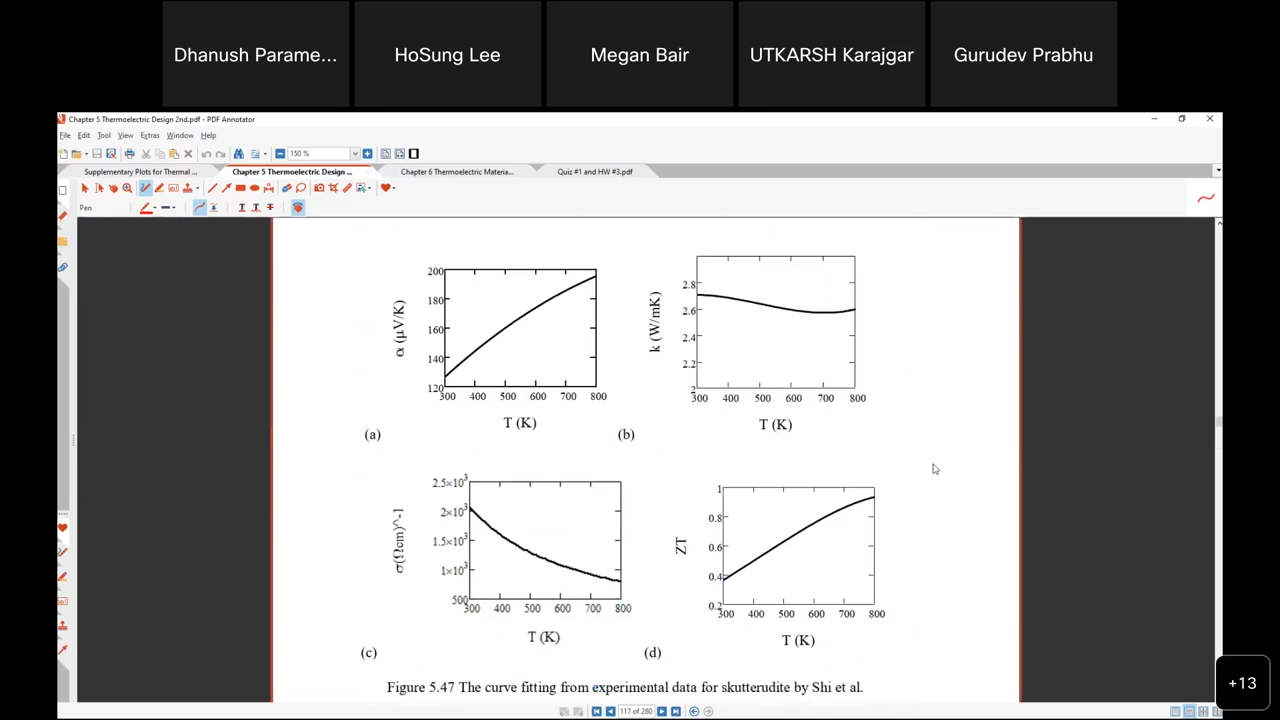 Dhanush Parame... HoSung Lee Megan Bair UTKARSH Karajgar Gurudev Prabhu
Chapter 5 Thermoelectric Design 2nd.pdf - PDF Annotator
File Edit Tool View Extras Window Help
150 %
Supplementary Plots for Thermal ... Chapter 5 Thermoelectric Design ... Chapter 6 Thermoelectric Materia... Quiz #1 and HW #3.pdf
Pen
200
180
160
140
120
α (μV/K)
300 400 500 600 700 800
T (K)
(a)
2.8
2.6
2.4
2.2
2
k (W/mK)
300 400 500 600 700 800
T (K)
(b)
2.5×10³
2×10³
1.5×10³
1×10³
500
σ(Ωcm)^-1
300 400 500 600 700 800
T (K)
(c)
1
0.8
0.6
0.4
0.2
ZT
300 400 500 600 700 800
T (K)
(d)
Figure 5.47 The curve fitting from experimental data for skutterudite by Shi et al.
117 of 280
+13